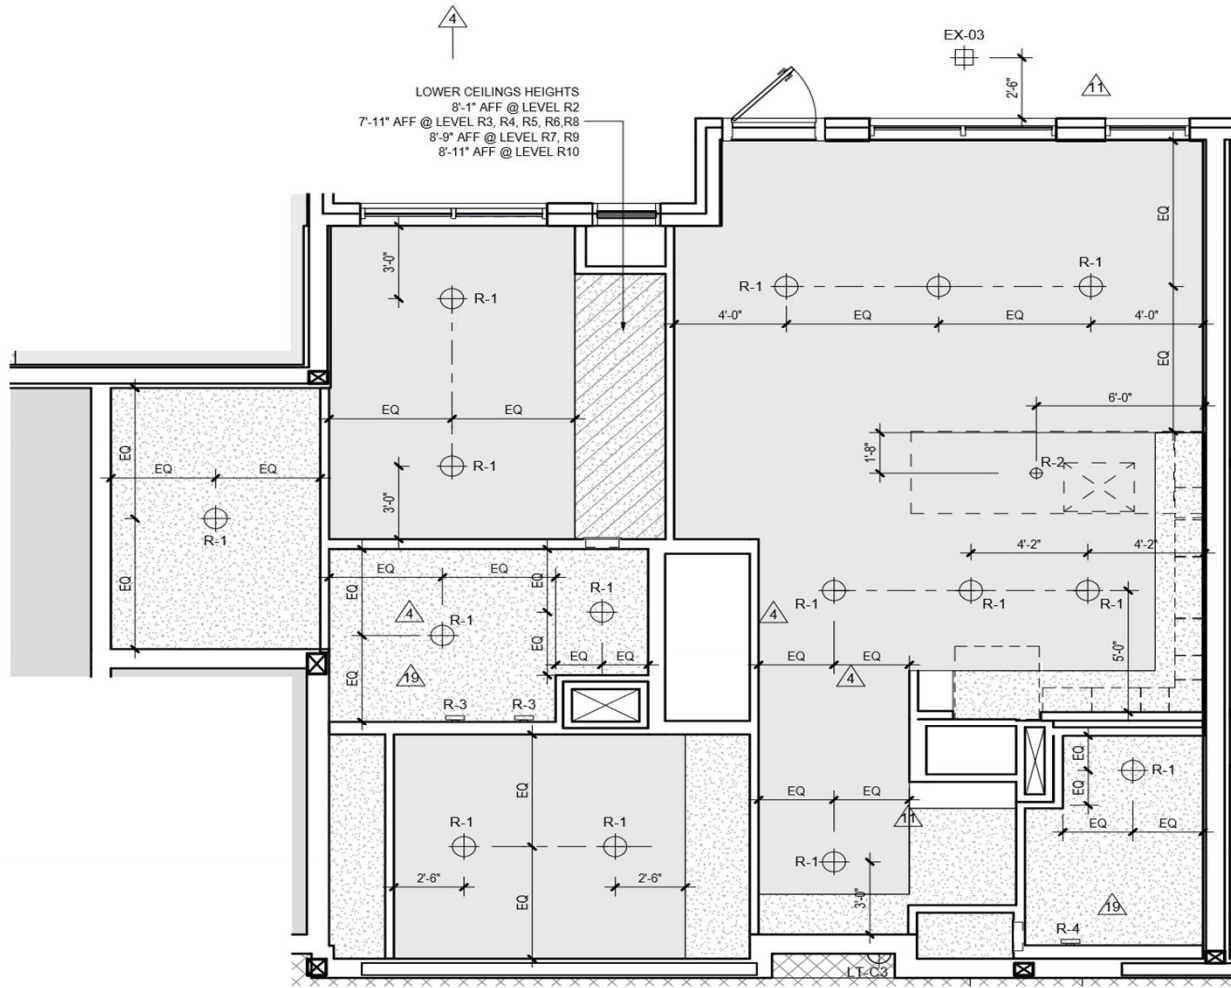 4
EX-03
2'-6"
11
LOWER CEILINGS HEIGHTS
8'-1" AFF @ LEVEL R2
7'-11" AFF @ LEVEL R3, R4, R5, R6,R8
8'-9" AFF @ LEVEL R7, R9
8'-11" AFF @ LEVEL R10
EQ
3'-0"
R-1
R-1
R-1
4'-0"
EQ
EQ
4'-0"
EQ
6'-0"
EQ
EQ
1'-8"
R-2
R-1
3'-0"
EQ
EQ
EQ
R-1
EQ
4'-2"
4'-2"
EQ
EQ
EQ
EQ
R-1
EQ
R-1
R-1
R-1
4
R-1
4
EQ
EQ
EQ
EQ
EQ
5'-0"
4
19
EQ
R-3
R-3
EQ
R-1
EQ
EQ
EQ
EQ
11
EQ
EQ
R-1
R-1
R-1
2'-6"
2'-6"
3'-0"
EQ
19
R-4
LT-C3